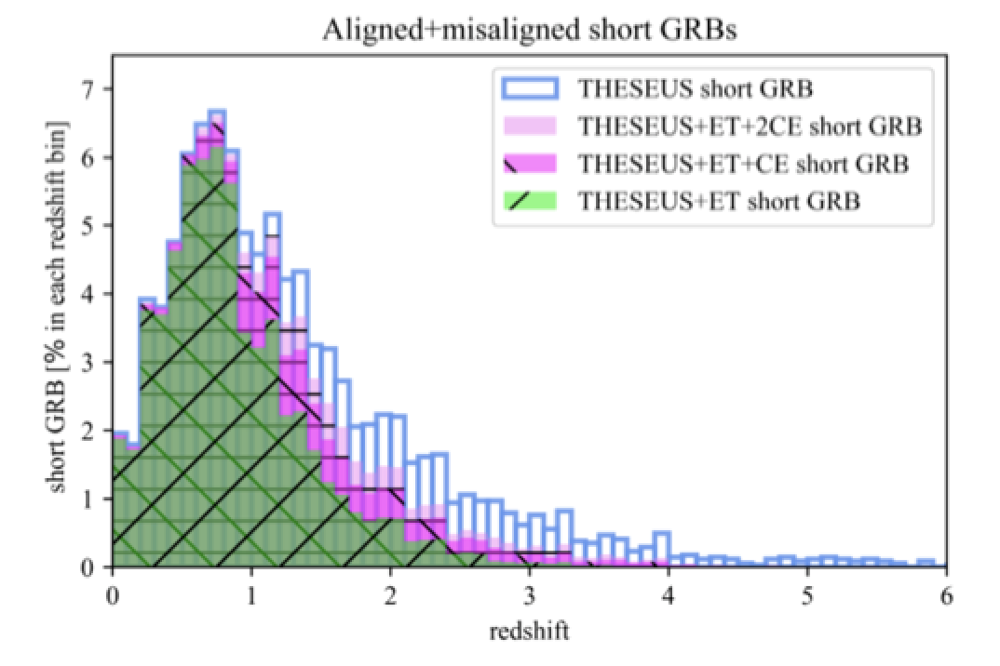 Aligned+misaligned short GRBs
THESEUS short GRB
THESEUS+ET+2CE short GRB
THESEUS+ET+CE short GRB
THESEUS+ET short GRB
short GRB [% in each redshift bin]
7
6
5
4
3
2
1
0
0 1 2 3 4 5 6
redshift